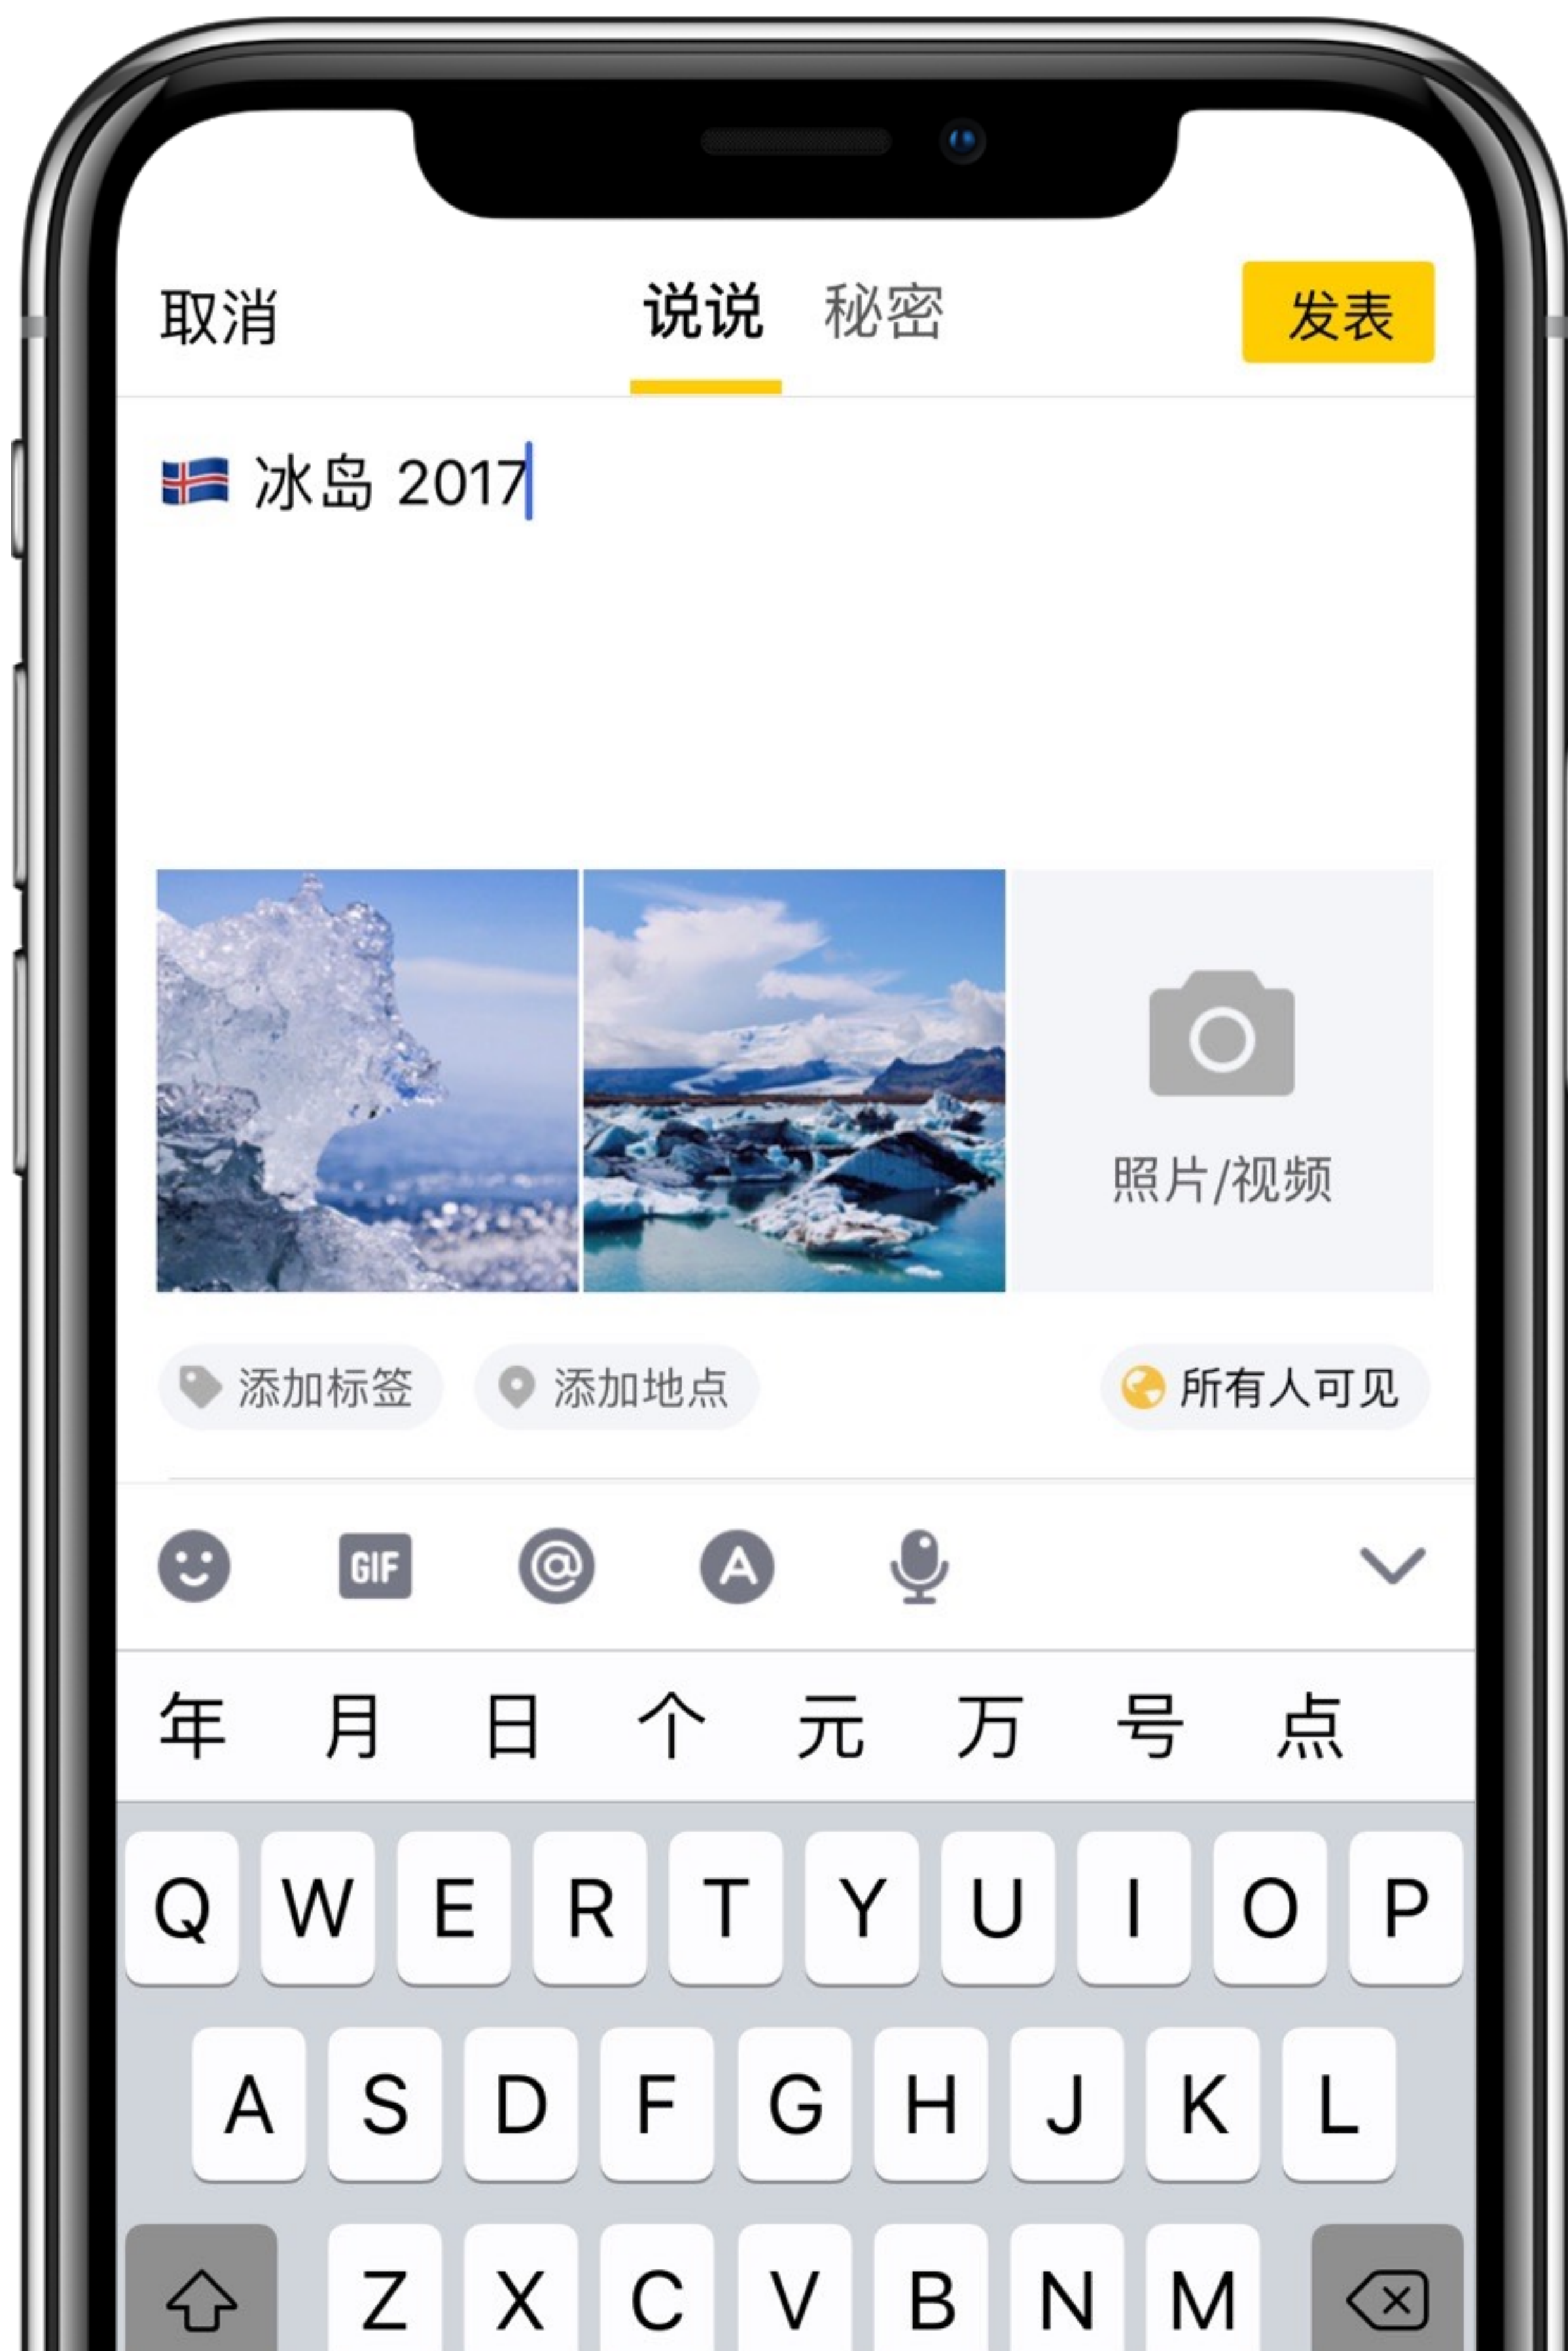 取消 说说 秘密 发表
🇮🇸 冰岛 2017
照片/视频
添加标签 添加地点 所有人可见
GIF @ A
年 月 日 个 元 万 号 点
Q W E R T Y U I O P
A S D F G H J K L
Z X C V B N M